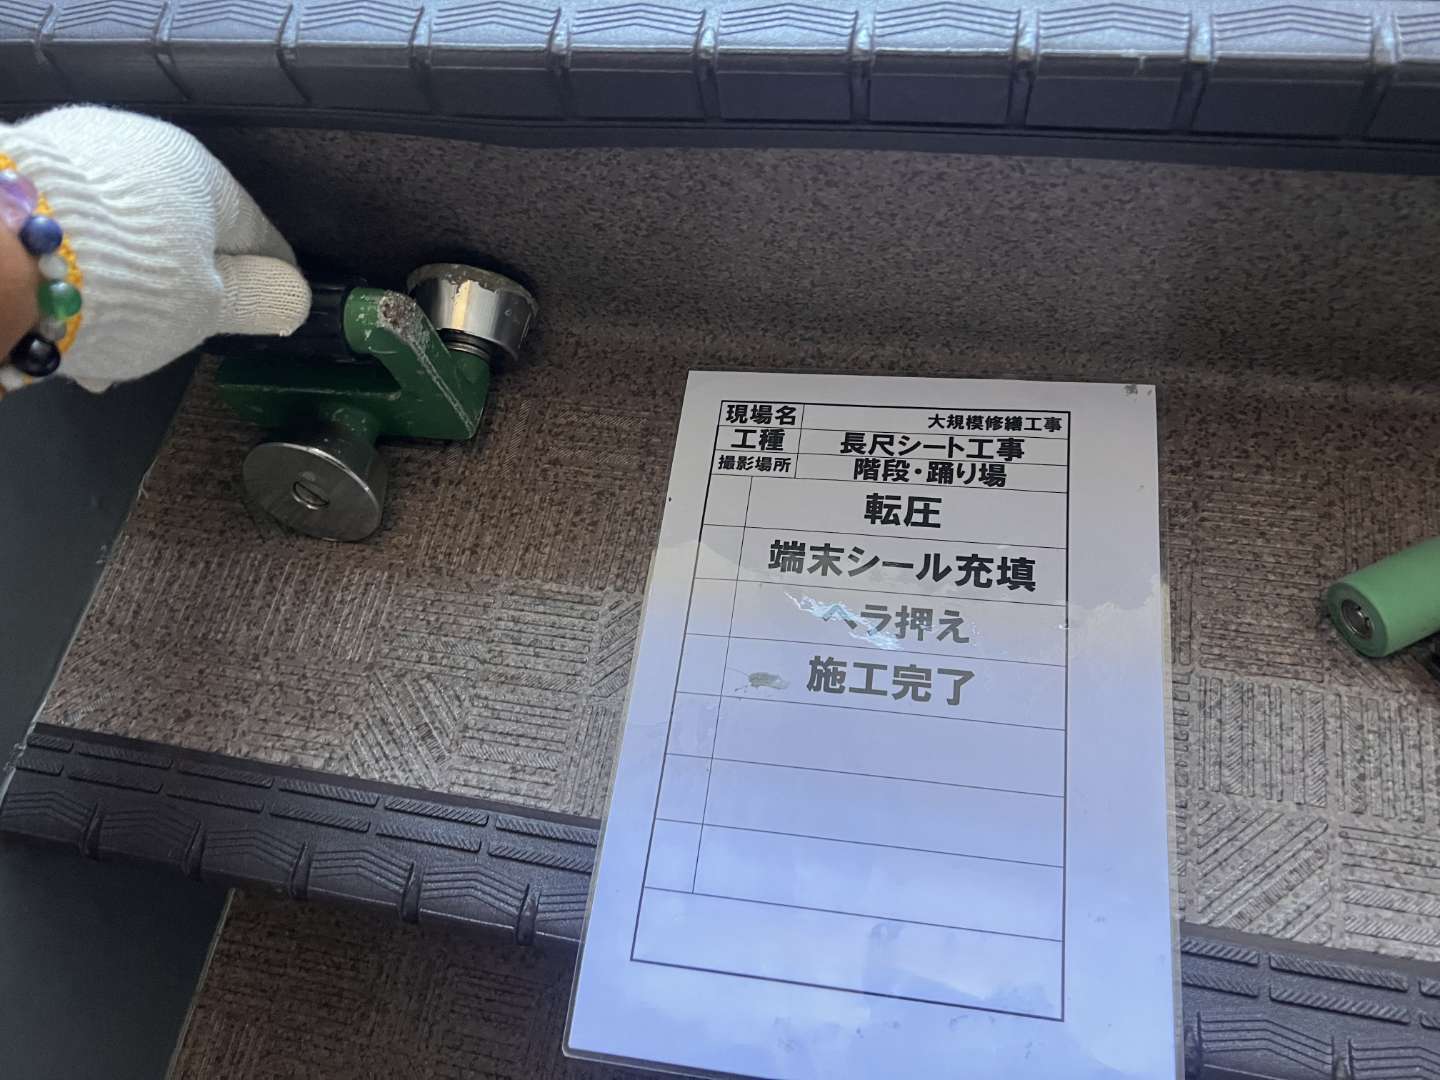 現場名 大規模修繕工事
工種 長尺シート工事
撮影場所 階段・踊り場
転圧
端末シール充填
ヘラ押え
施工完了